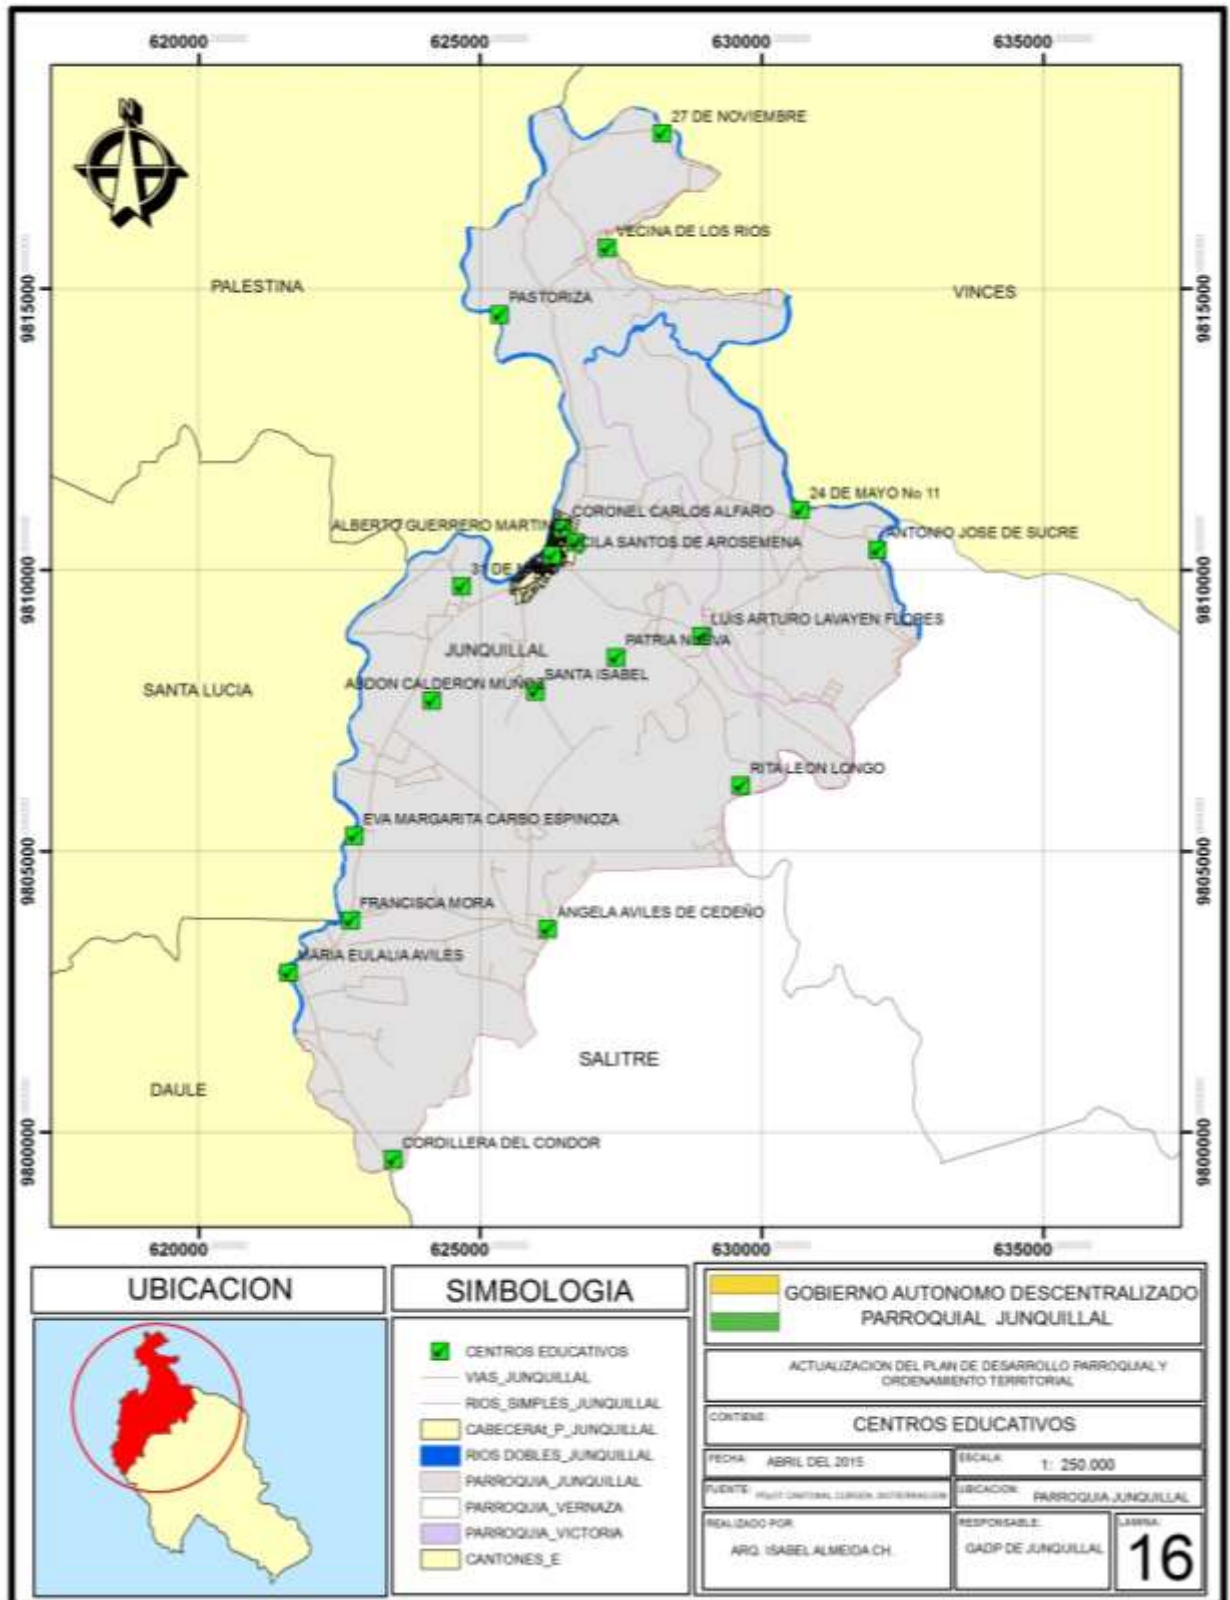 620000 625000 630000 635000
N
27 DE NOVIEMBRE
VECINA DE LOS RIOS
PALESTINA
PASTORIZA
VINCES
9815000 9815000
24 DE MAYO No 11
CORONEL CARLOS ALFARO
ALBERTO GUERRERO MARTIN
ANTONIO JOSE DE SUCRE
CILA SANTOS DE AROSEMENA
9810000 9810000
31 DE M
LUIS ARTURO LAVAYEN FLORES
PATRIA NUEVA
JUNQUILLAL
SANTA ISABEL
ABDON CALDERON MUÑOZ
SANTA LUCIA
RITA LEON LONGO
EVA MARGARITA CARBO ESPINOZA
9805000 9805000
FRANCISCA MORA
ANGELA AVILES DE CEDEÑO
MARIA EULALIA AVILES
SALITRE
DAULE
9800000 9800000
CORDILLERA DEL CONDOR
620000 625000 630000 635000
UBICACION
SIMBOLOGIA
CENTROS EDUCATIVOS
VIAS_JUNQUILLAL
RIOS_SIMPLES_JUNQUILLAL
CABECERAL_P_JUNQUILLAL
RIOS DOBLES_JUNQUILLAL
PARROQUIA_JUNQUILLAL
PARROQUIA_VERNAZA
PARROQUIA_VICTORIA
CANTONES_E
GOBIERNO AUTONOMO DESCENTRALIZADO
PARROQUIAL JUNQUILLAL
ACTUALIZACION DEL PLAN DE DESARROLLO PARROQUIAL Y
ORDENAMIENTO TERRITORIAL
CONTIENE: CENTROS EDUCATIVOS
FECHA: ABRIL DEL 2015
ESCALA: 1: 250.000
FUENTE:
UBICACION: PARROQUIA JUNQUILLAL
REALIZADO POR:
ARQ. ISABEL ALMEIDA CH.
RESPONSABLE:
GADP DE JUNQUILLAL
LAMINA:
16